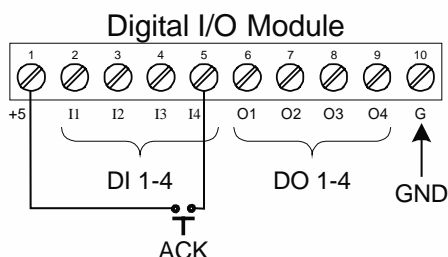 Digital I/O Module
1 2 3 4 5 6 7 8 9 10
+5 I1 I2 I3 I4 O1 O2 O3 O4 G
DI 1-4 DO 1-4 GND
ACK